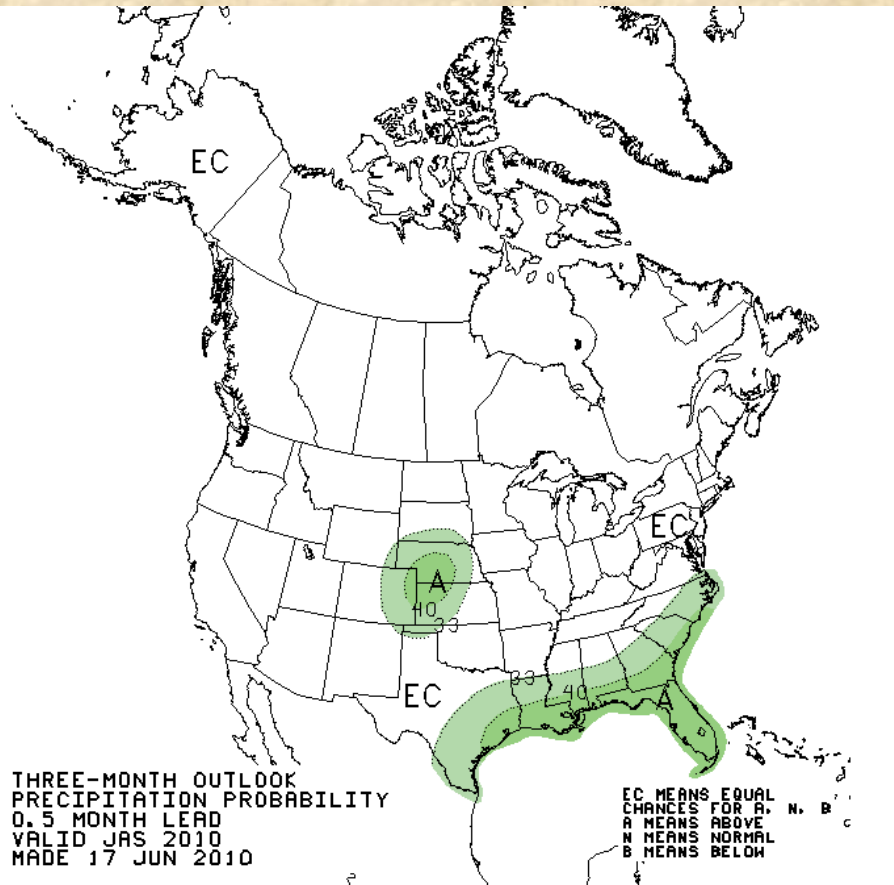 EC
EC
A
40
33
33
40
EC
A
THREE-MONTH OUTLOOK
PRECIPITATION PROBABILITY
0.5 MONTH LEAD
VALID JAS 2010
MADE 17 JUN 2010
EC MEANS EQUAL
CHANCES FOR A, N, B
A MEANS ABOVE
N MEANS NORMAL
B MEANS BELOW